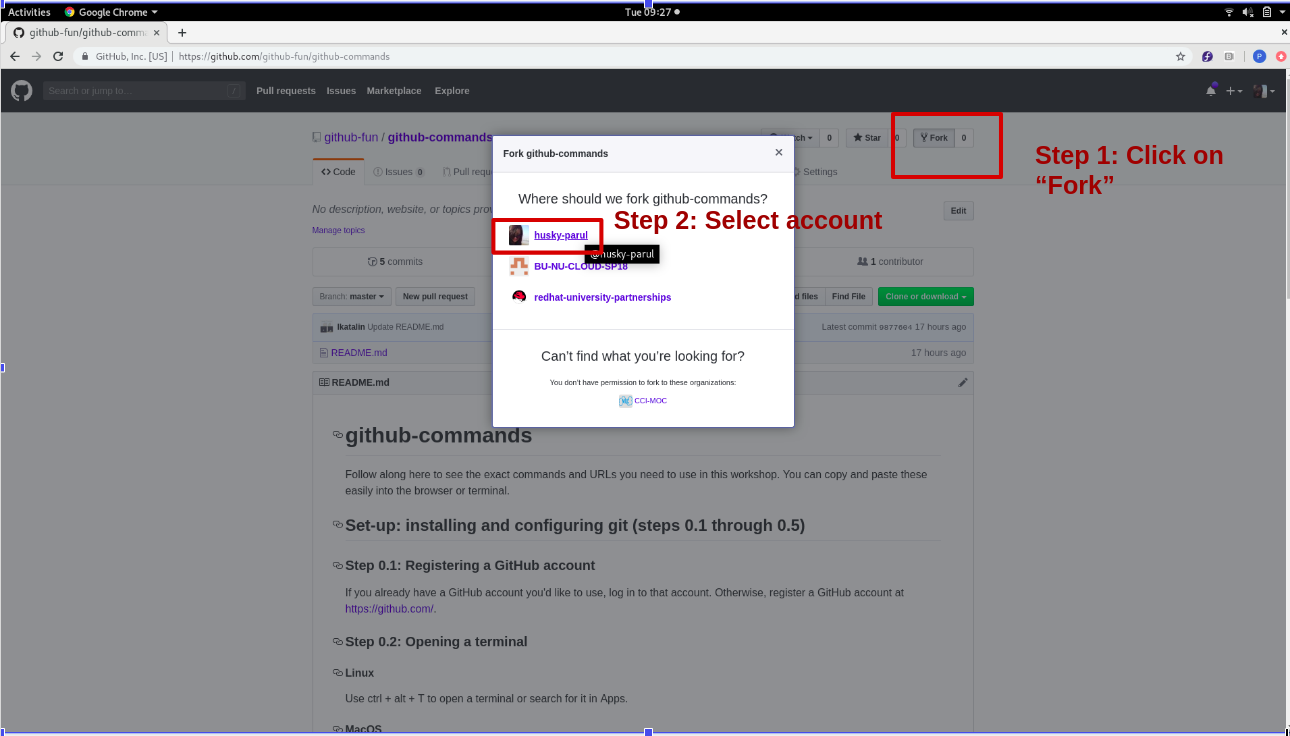 Activities Google Chrome Tue 09:27
github-fun/github-comm
GitHub, Inc. [US] https://github.com/github-fun/github-commands P
Search or jump to... / Pull requests Issues Marketplace Explore
github-fun / github-commands 0 Star 0 Fork 0
Step 1: Click on
“Fork”
Code Issues 0 Pull Settings
Fork github-commands
Where should we fork github-commands?
No description, website, or topics Edit
Manage topics
Step 2: Select account
husky-parul
@husky-parul
BU-NU-CLOUD-SP18
redhat-university-partnerships
5 commits 1 contributor
Branch: master New pull request files Find File Clone or download
lkatalin Update README.md Latest commit 17 hours ago
README.md 17 hours ago
Can’t find what you’re looking for?
You don't have permission to fork to these organizations:
CCI-MOC
README.md
github-commands
Follow along here to see the exact commands and URLs you need to use in this workshop. You can copy and paste these
easily into the browser or terminal.
Set-up: installing and configuring git (steps 0.1 through 0.5)
Step 0.1: Registering a GitHub account
If you already have a GitHub account you'd like to use, log in to that account. Otherwise, register a GitHub account at
https://github.com/.
Step 0.2: Opening a terminal
Linux
Use ctrl + alt + T to open a terminal or search for it in Apps.
MacOS